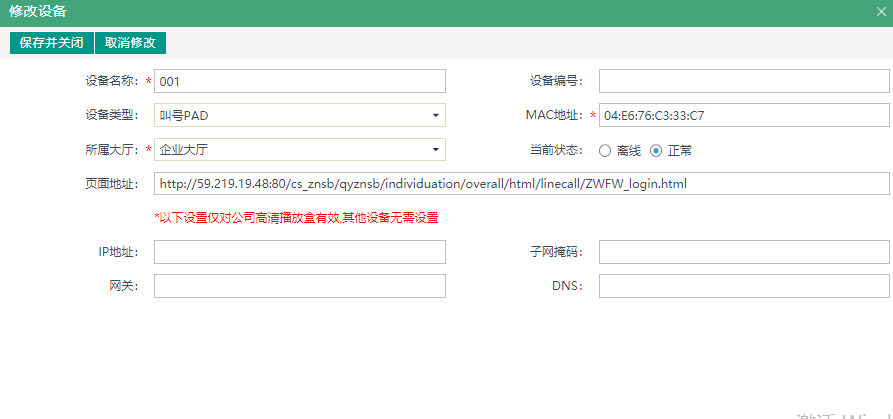 修改设备
保存并关闭 取消修改
设备名称: * 001 设备编号:
设备类型: 叫号PAD MAC地址: * 04:E6:76:C3:33:C7
所属大厅: * 企业大厅 当前状态: 离线 正常
页面地址: http://59.219.19.48:80/cs_znsb/qyznsb/individuation/overall/html/linecall/ZWFW_login.html
*以下设置仅对公司高清播放盒有效,其他设备无需设置
IP地址: 子网掩码:
网关: DNS: